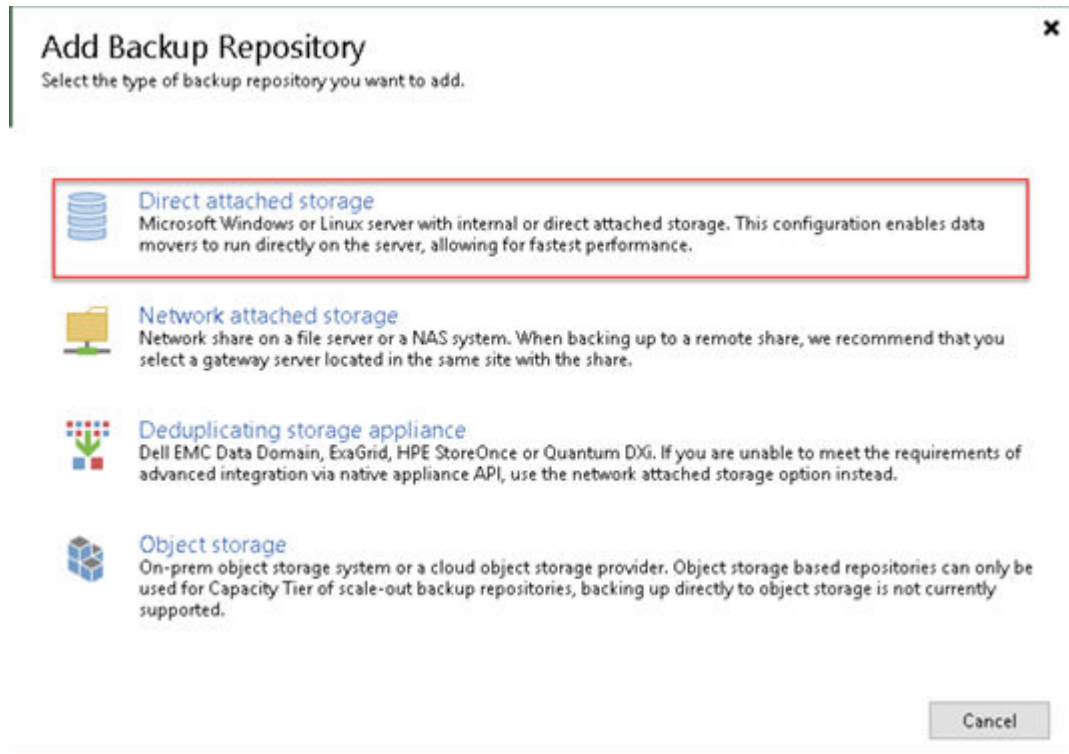 Add Backup Repository
Select the type of backup repository you want to add.
Direct attached storage
Microsoft Windows or Linux server with internal or direct attached storage. This configuration enables data
movers to run directly on the server, allowing for fastest performance.
Network attached storage
Network share on a file server or a NAS system. When backing up to a remote share, we recommend that you
select a gateway server located in the same site with the share.
Deduplicating storage appliance
Dell EMC Data Domain, ExaGrid, HPE StoreOnce or Quantum DXi. If you are unable to meet the requirements of
advanced integration via native appliance API, use the network attached storage option instead.
Object storage
On-prem object storage system or a cloud object storage provider. Object storage based repositories can only be
used for Capacity Tier of scale-out backup repositories, backing up directly to object storage is not currently
supported.
Cancel